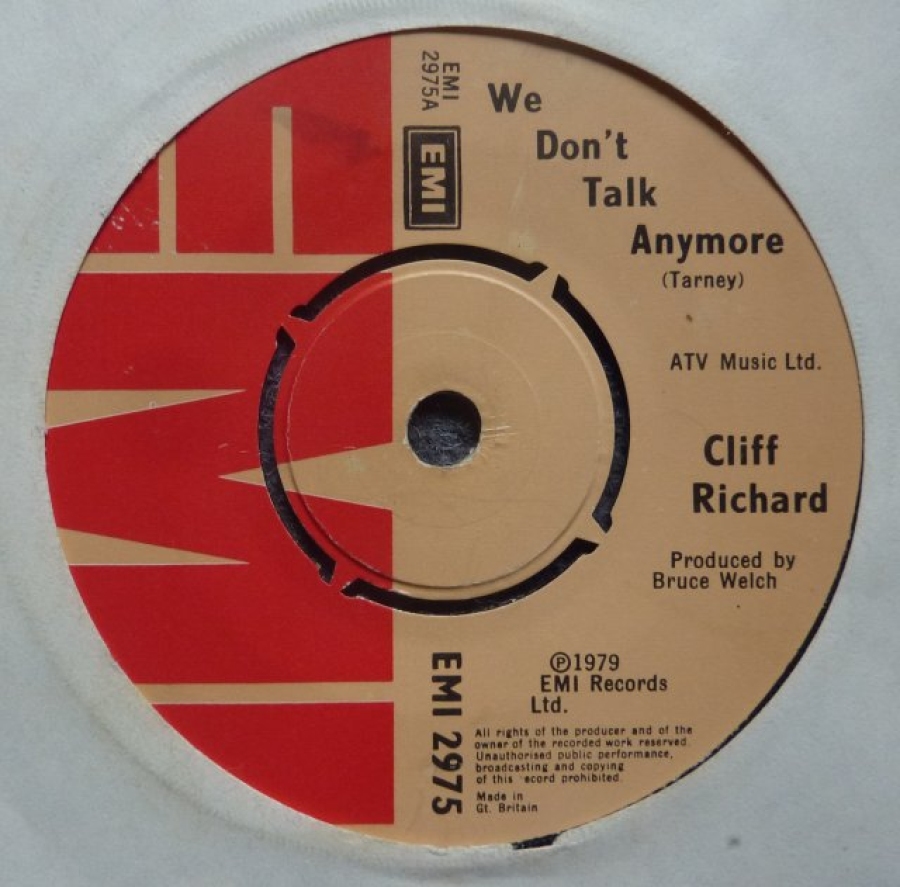 EMI
2975A
EMI
We
Don't
Talk
Anymore
(Tarney)
ATV Music Ltd.
Cliff
Richard
Produced by
Bruce Welch
℗1979
EMI Records
Ltd.
EMI 2975
All rights of the producer and of the
owner of the recorded work reserved.
Unauthorised public performance,
broadcasting and copying
of this ecord prohibited.
Made in
Gt. Britain
EMI